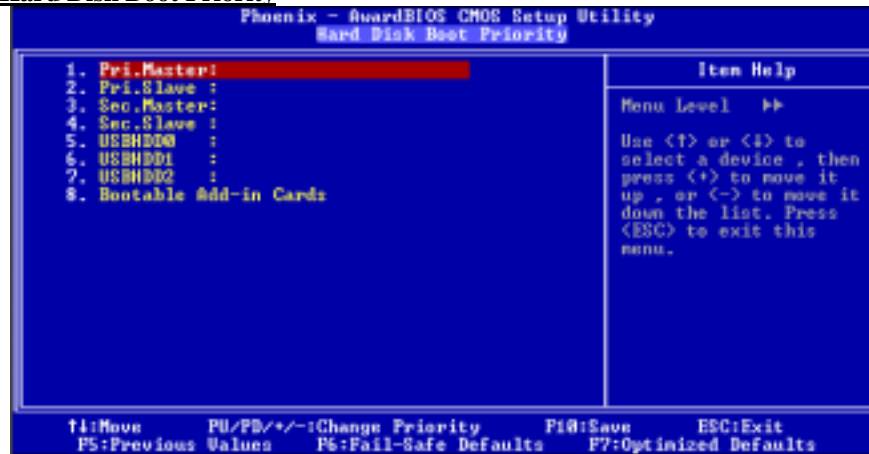 Hard Disk Boot Priority
Phoenix - AwardBIOS CMOS Setup Utility
Hard Disk Boot Priority
1. Pri.Master:
2. Pri.Slave :
3. Sec.Master:
4. Sec.Slave :
5. USBHDD0 :
6. USBHDD1 :
7. USBHDD2 :
8. Bootable Add-in Cards
Item Help
Menu Level ▶▶
Use <↑> or <↓> to
select a device , then
press <+> to move it
up , or <-> to move it
down the list. Press
<ESC> to exit this
menu.
↑↓:Move PU/PD/+/-:Change Priority F10:Save ESC:Exit
F5:Previous Values F6:Fail-Safe Defaults F7:Optimized Defaults